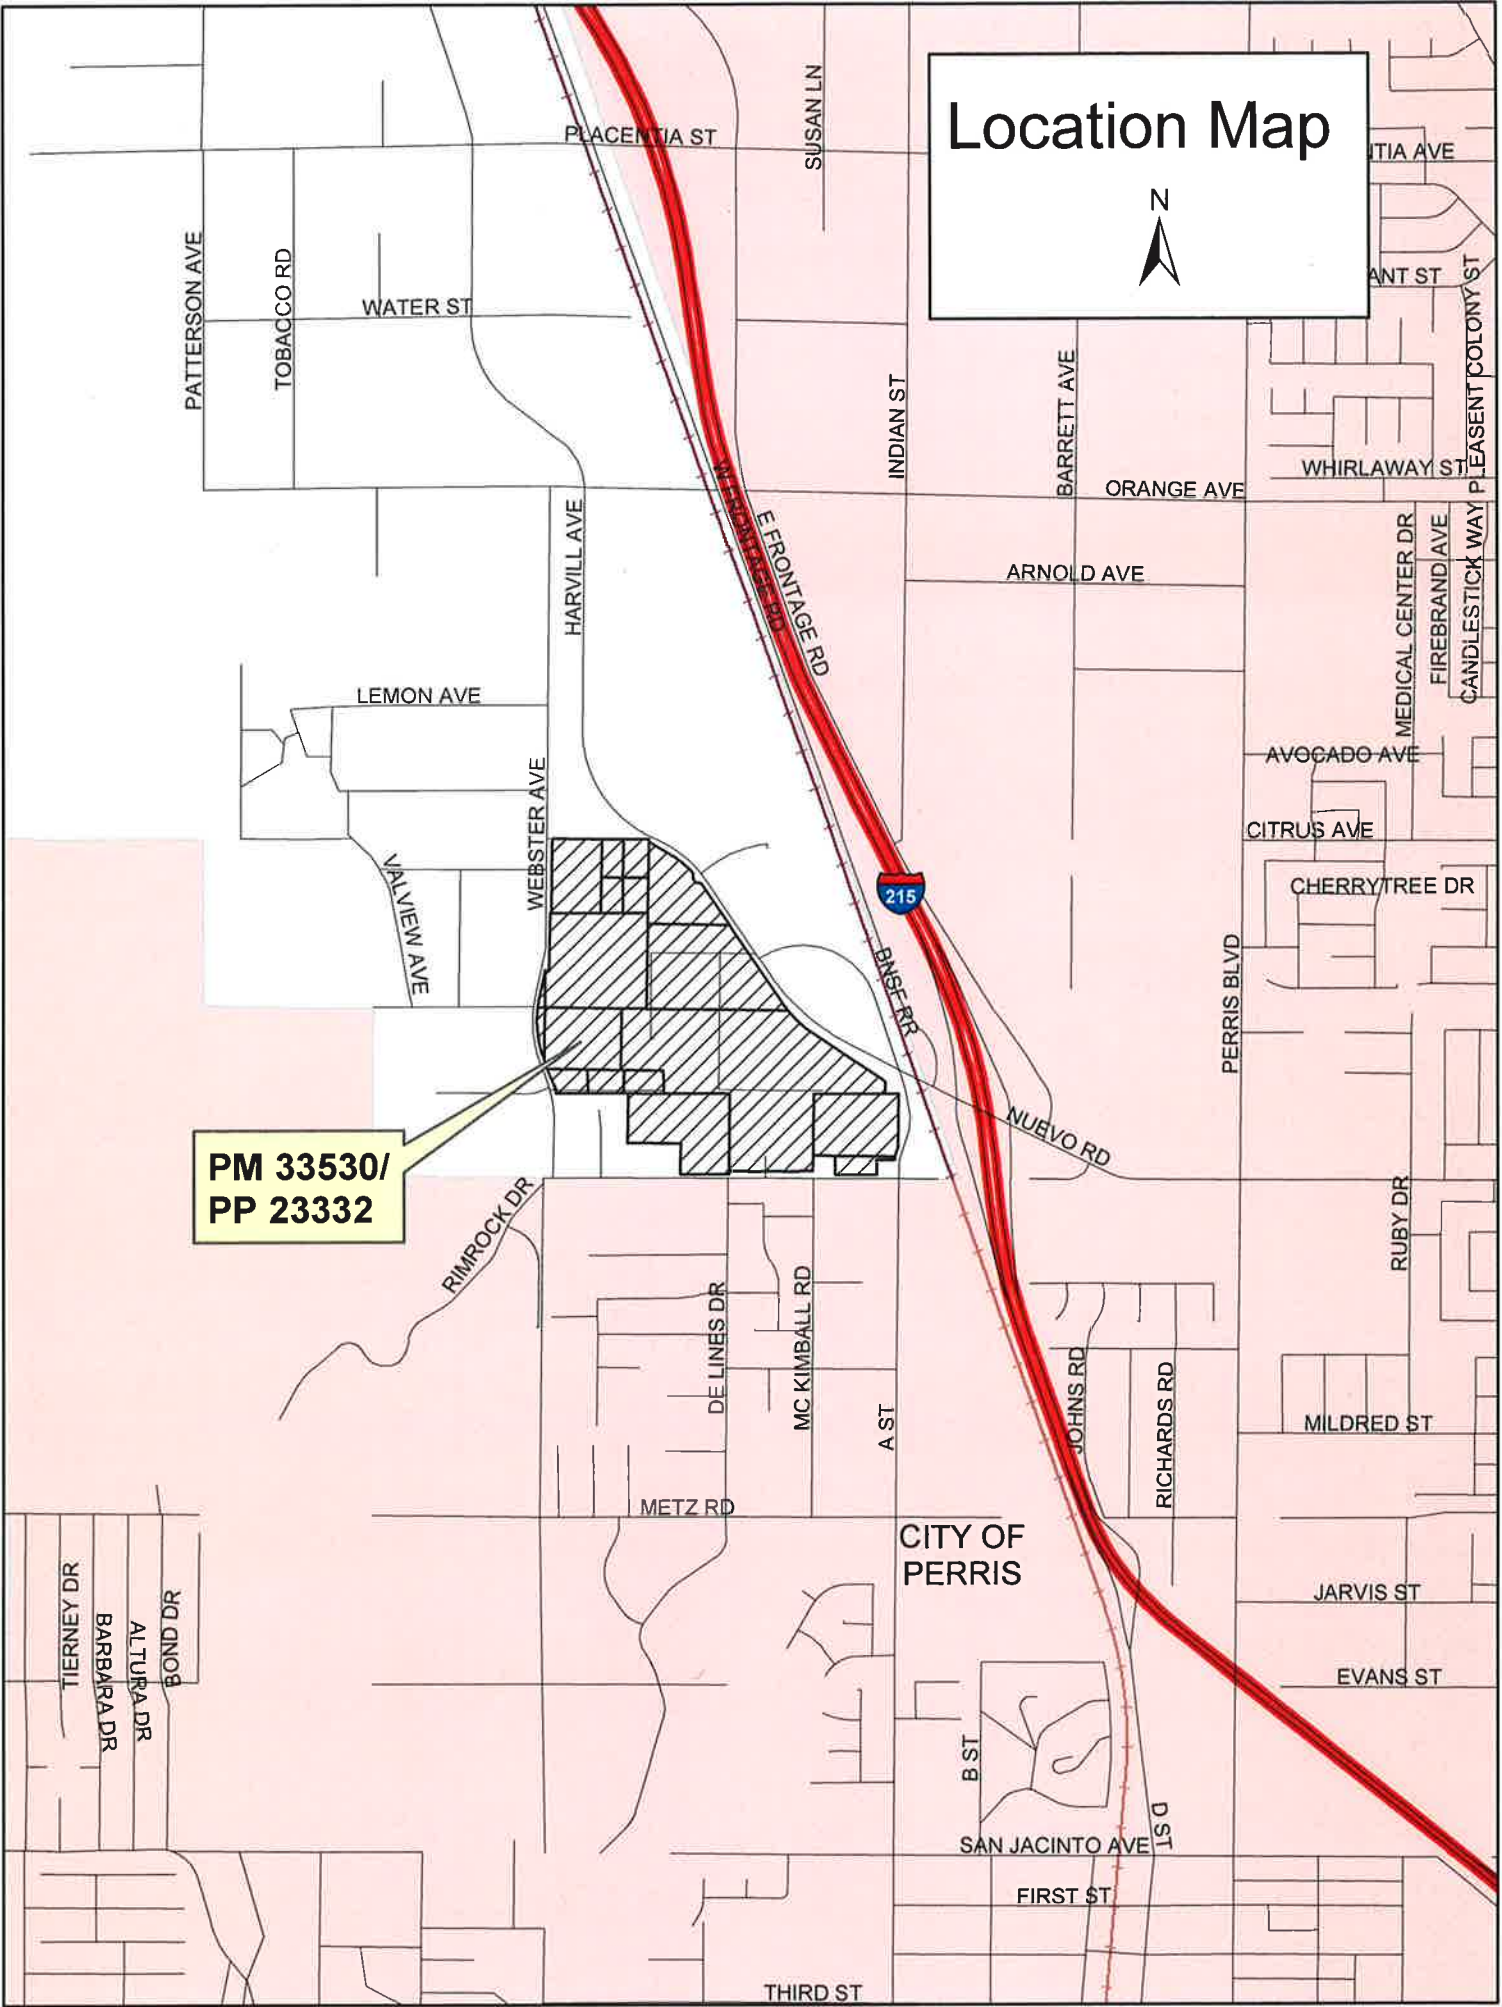 Location Map
N
PLACENTIA ST
SUSAN LN
TIA AVE
ANT ST
PATTERSON AVE
TOBACCO RD
WATER ST
INDIAN ST
BARRETT AVE
PLEASENT COLONY ST
WHIRLAWAY ST
ORANGE AVE
HARVILL AVE
W FRONTAGE RD
E FRONTAGE RD
ARNOLD AVE
MEDICAL CENTER DR
FIREBRAND AVE
CANDLESTICK WAY
LEMON AVE
AVOCADO AVE
WEBSTER AVE
CITRUS AVE
VALVIEW AVE
215
CHERRYTREE DR
BNSF RR
PERRIS BLVD
NUEVO RD
PM 33530/
PP 23332
RIMROCK DR
RUBY DR
DE LINES DR
MC KIMBALL RD
A ST
JOHNS RD
RICHARDS RD
MILDRED ST
METZ RD
CITY OF
PERRIS
TIERNEY DR
BARBARA DR
ALTURA DR
BOND DR
JARVIS ST
EVANS ST
B ST
D ST
SAN JACINTO AVE
FIRST ST
THIRD ST